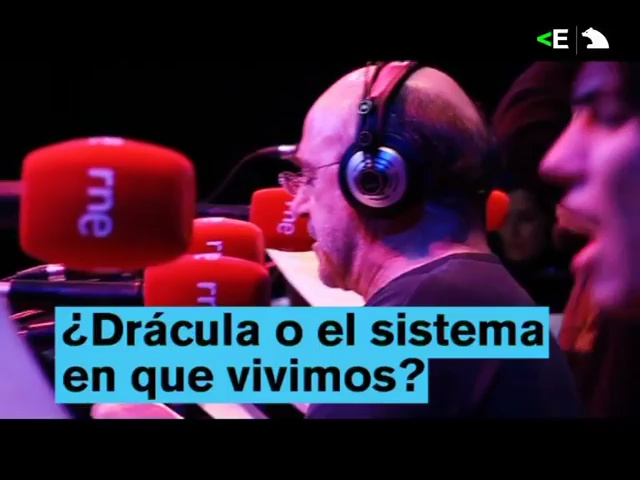 <E
rne
rne
rne
rne
¿Drácula o el sistema
en que vivimos?